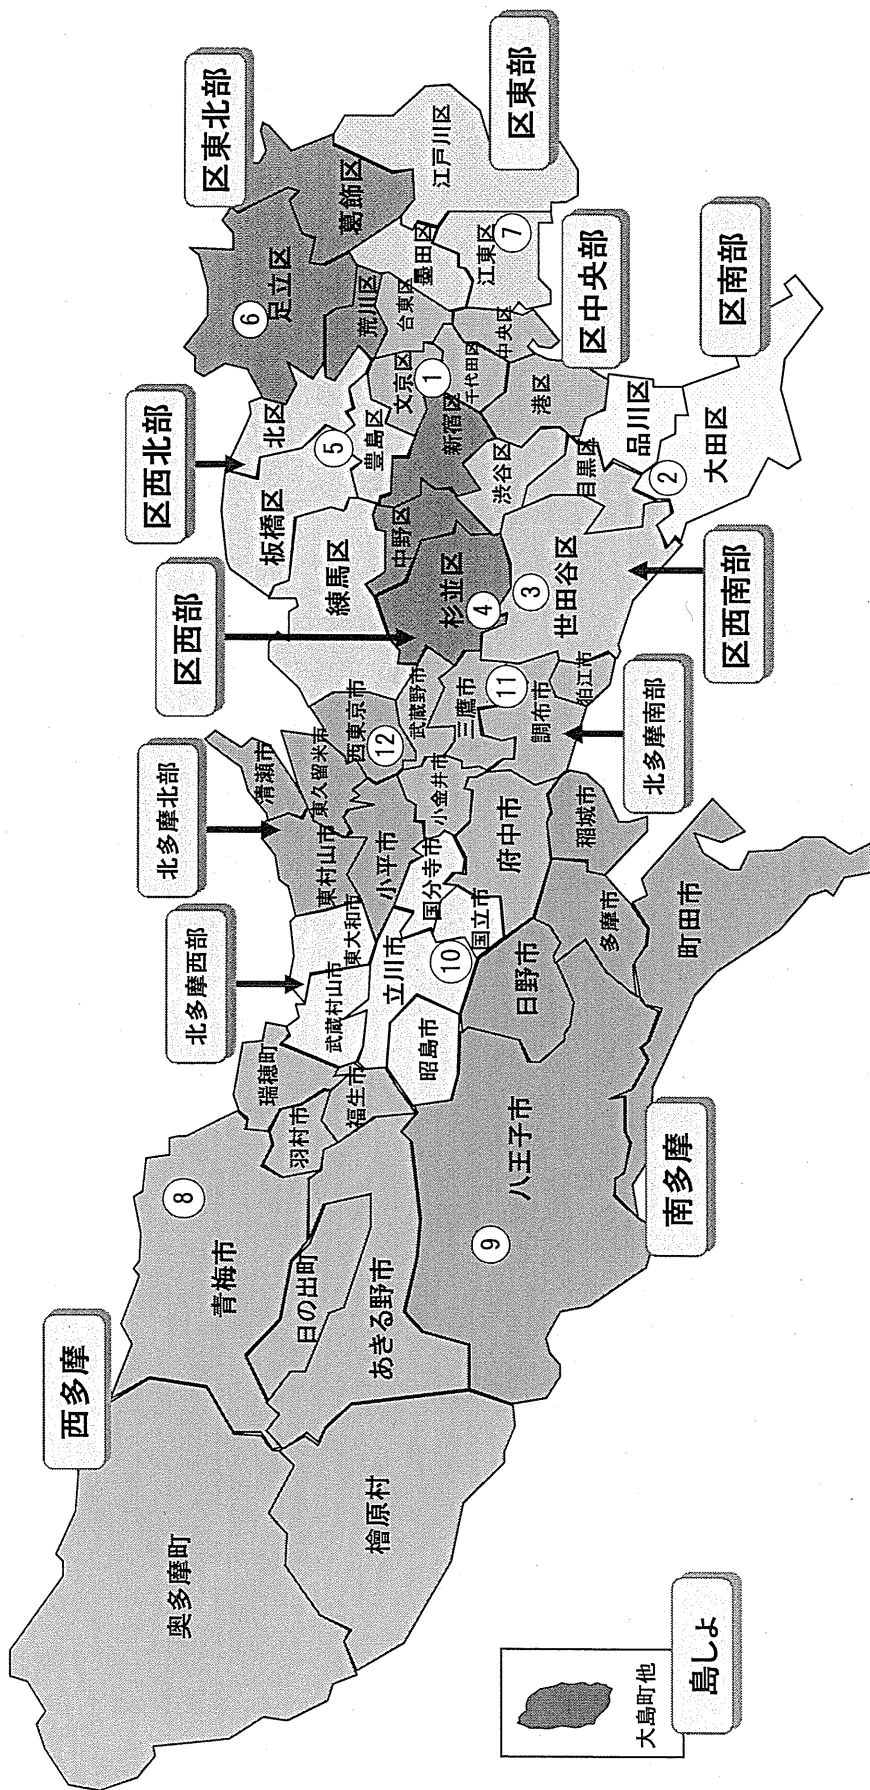 西多摩
奥多摩町
檜原村
青梅市
⑧
日の出町
あきる野市
羽村市
瑞穂町
福生市
北多摩西部
武蔵村山市
東大和市
立川市
⑩
昭島市
国分寺市
国立市
南多摩
八王子市
⑨
日野市
多摩市
稲城市
町田市
北多摩北部
清瀬市
東村山市
東久留米市
小平市
西東京市
⑫
北多摩南部
武蔵野市
三鷹市
小金井市
府中市
調布市
狛江市
⑪
区西部
中野区
杉並区
新宿区
④
区西北部
板橋区
練馬区
北区
豊島区
⑤
区東北部
足立区
葛飾区
荒川区
⑥
区東部
江戸川区
墨田区
江東区
⑦
区中央部
文京区
台東区
千代田区
中央区
港区
①
区南部
品川区
大田区
②
区西南部
渋谷区
目黒区
世田谷区
③
大島町他
島しょ